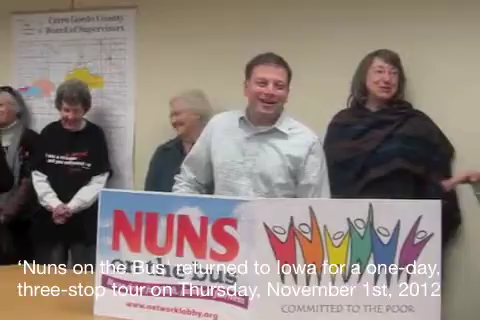 Cerro Gordo County
Board of Supervisors
NUNS
on the Bus
www.networklobby.org
COMMITTED TO THE POOR
'Nuns on the Bus' returned to Iowa for a one-day,
three-stop tour on Thursday, November 1st, 2012